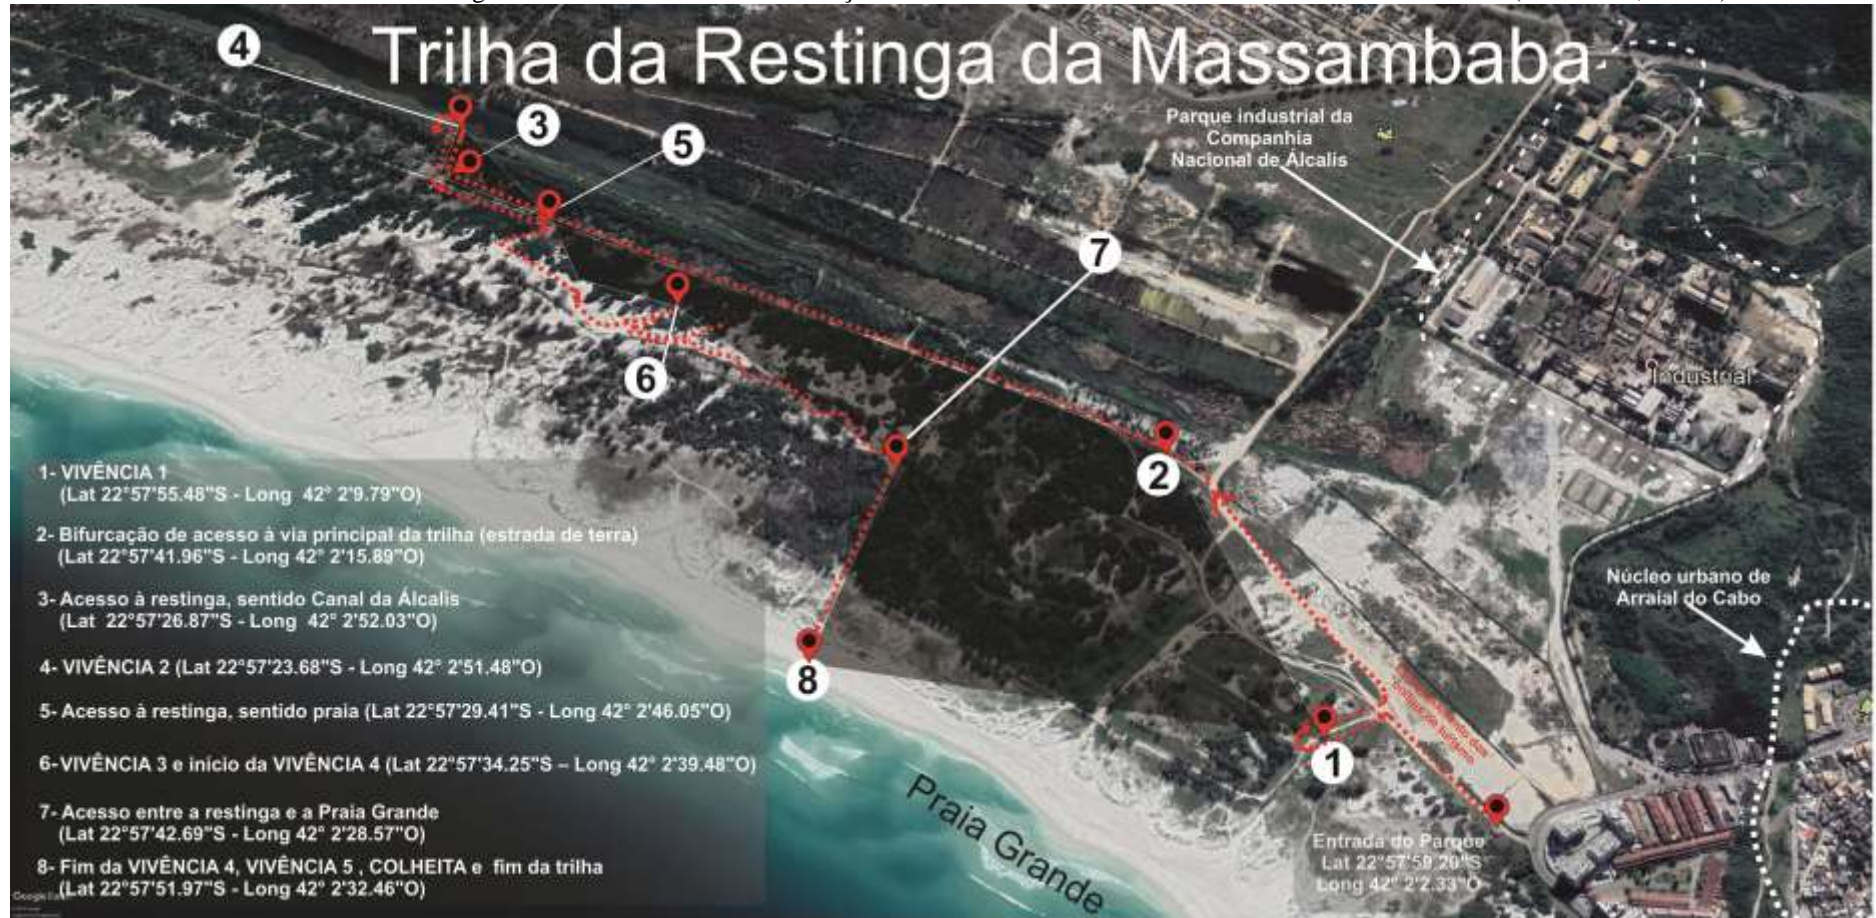 Trilha da Restinga da Massambaba
4
3
5
7
6
2
8
1
Parque industrial da
Companhia
Nacional de Álcalis
Industrial
Núcleo urbano de
Arraial do Cabo
1- VIVÊNCIA 1
(Lat 22°57'55.48"S - Long 42° 2'9.79"O)
2- Bifurcação de acesso à via principal da trilha (estrada de terra)
(Lat 22°57'41.96"S - Long 42° 2'15.89"O)
3- Acesso à restinga, sentido Canal da Álcalis
(Lat 22°57'26.87"S - Long 42° 2'52.03"O)
4- VIVÊNCIA 2 (Lat 22°57'23.68"S - Long 42° 2'51.48"O)
5- Acesso à restinga, sentido praia (Lat 22°57'29.41"S - Long 42° 2'46.05"O)
6- VIVÊNCIA 3 e início da VIVÊNCIA 4 (Lat 22°57'34.25"S – Long 42° 2'39.48"O)
7- Acesso entre a restinga e a Praia Grande
(Lat 22°57'42.69"S - Long 42° 2'28.57"O)
8- Fim da VIVÊNCIA 4, VIVÊNCIA 5 , COLHEITA e fim da trilha
(Lat 22°57'51.97"S - Long 42° 2'32.46"O)
Praia Grande
Entrada do Parque
Lat 22°57'59.20"S
Long 42° 2'2.33"O